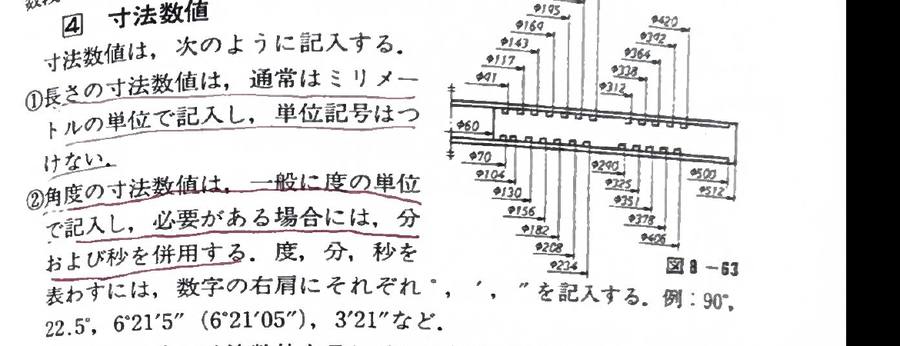 4 寸法数値
寸法数値は，次のように記入する．
①長さの寸法数値は，通常はミリメー
トルの単位で記入し，単位記号はつ
けない．
②角度の寸法数値は，一般に度の単位
で記入し，必要がある場合には，分
および秒を併用する．度，分，秒を
表わすには，数字の右肩にそれぞれ°，′，″を記入する．例：90°，
22.5°，6°21′5″（6°21′05″），3′21″など．
φ195
φ169
φ143
φ117
φ91
φ420
φ392
φ364
φ338
φ312
φ60
φ70
φ104
φ130
φ156
φ182
φ208
φ234
φ290
φ325
φ351
φ378
φ406
φ500
φ512
図8－63